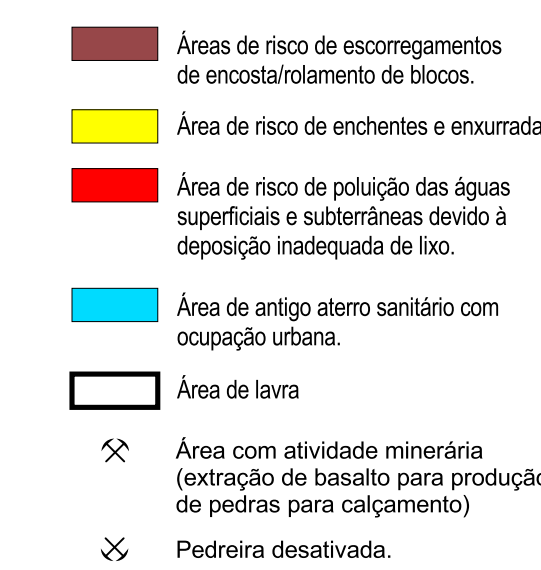 Áreas de risco de escorregamentos
de encosta/rolamento de blocos.
Área de risco de enchentes e enxurrada
Área de risco de poluição das águas
superficiais e subterrâneas devido à
deposição inadequada de lixo.
Área de antigo aterro sanitário com
ocupação urbana.
Área de lavra
Área com atividade minerária
(extração de basalto para produção
de pedras para calçamento)
Pedreira desativada.